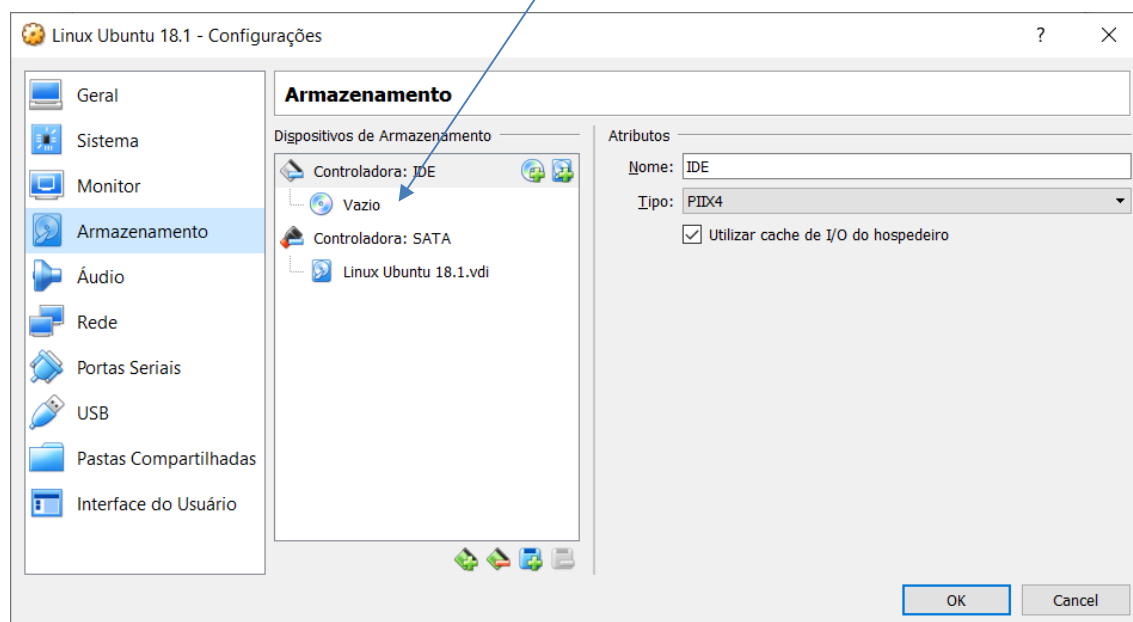 Linux Ubuntu 18.1 - Configurações
?
Geral
Sistema
Monitor
Armazenamento
Áudio
Rede
Portas Seriais
USB
Pastas Compartilhadas
Interface do Usuário
Armazenamento
Dispositivos de Armazenamento
Controladora: IDE
Vazio
Controladora: SATA
Linux Ubuntu 18.1.vdi
Atributos
Nome: IDE
Tipo: PIIX4
Utilizar cache de I/O do hospedeiro
OK Cancel